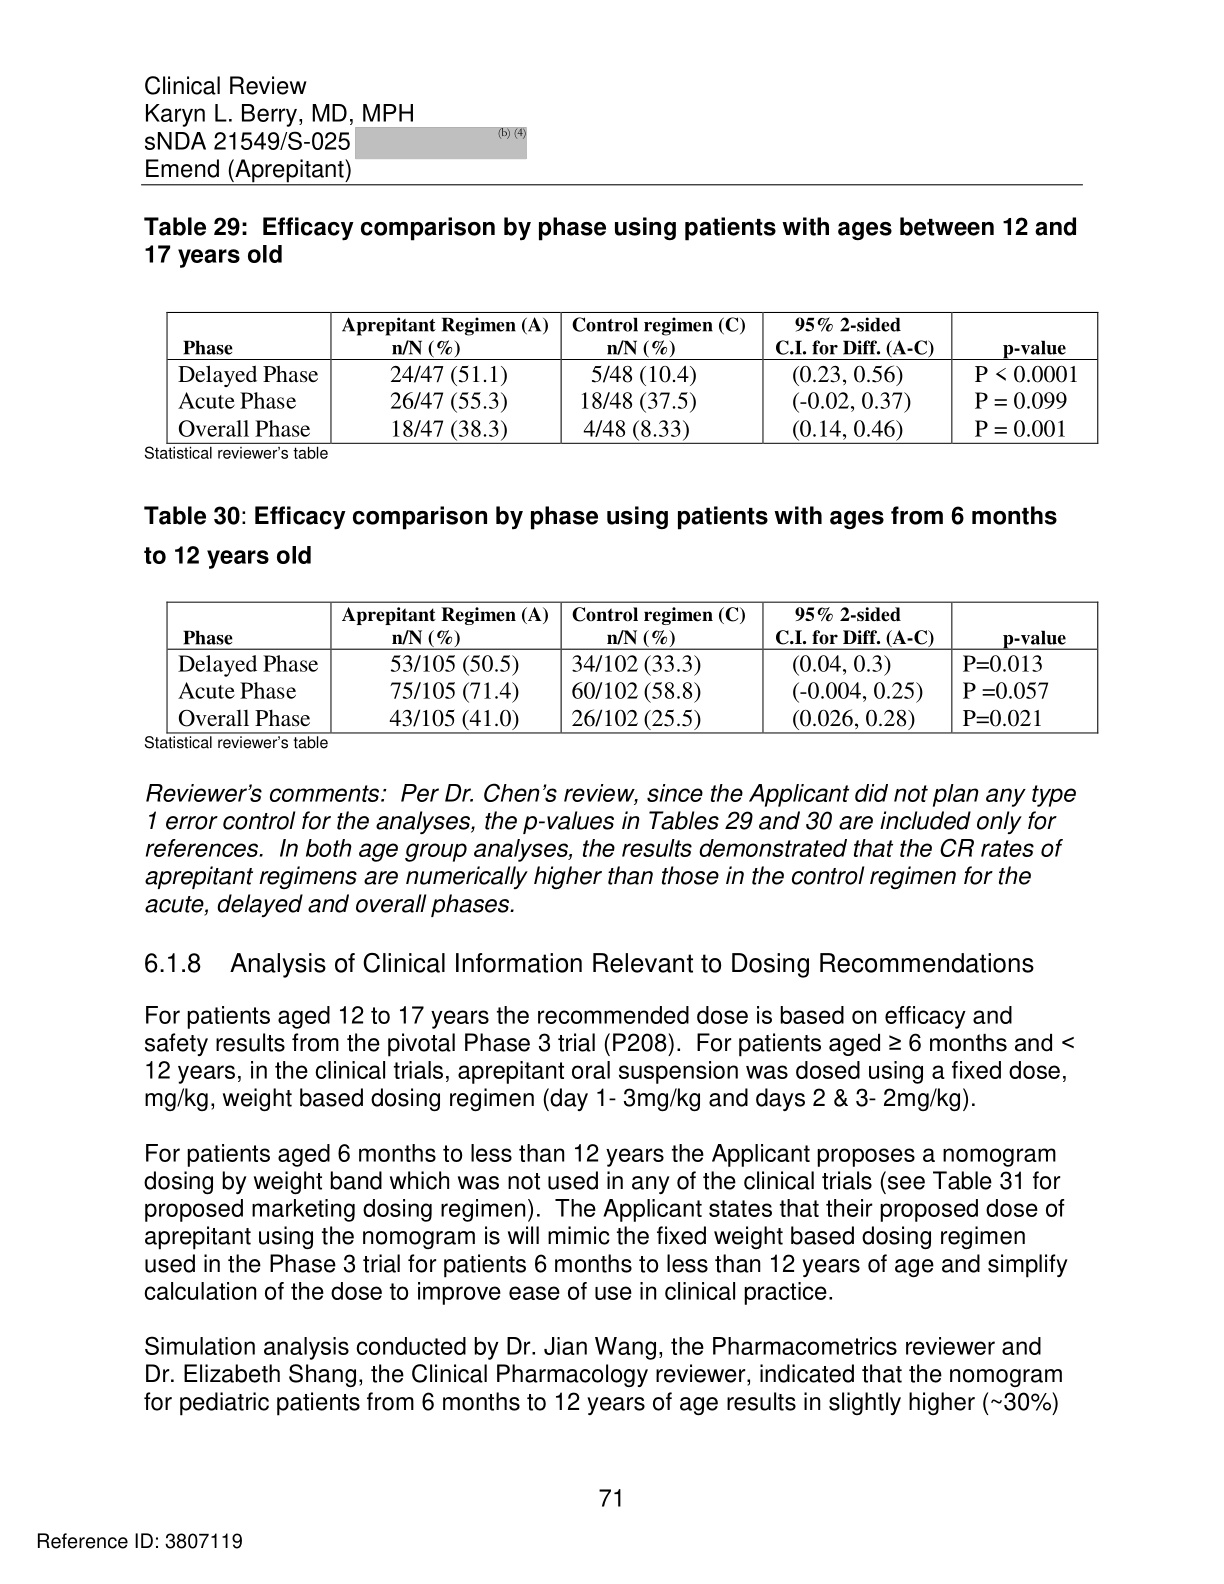 Clinical Review
Karyn L. Berry, MD, MPH
sNDA 21549/S-025 (b) (4)
Emend (Aprepitant)
Table 29: Efficacy comparison by phase using patients with ages between 12 and
17 years old
Phase Aprepitant Regimen (A) n/N (%) Control regimen (C) n/N (%) 95% 2-sided C.I. for Diff. (A-C) p-value
Delayed Phase 24/47 (51.1) 5/48 (10.4) (0.23, 0.56) P < 0.0001
Acute Phase 26/47 (55.3) 18/48 (37.5) (-0.02, 0.37) P = 0.099
Overall Phase 18/47 (38.3) 4/48 (8.33) (0.14, 0.46) P = 0.001
Statistical reviewer's table
Table 30: Efficacy comparison by phase using patients with ages from 6 months
to 12 years old
Phase Aprepitant Regimen (A) n/N (%) Control regimen (C) n/N (%) 95% 2-sided C.I. for Diff. (A-C) p-value
Delayed Phase 53/105 (50.5) 34/102 (33.3) (0.04, 0.3) P=0.013
Acute Phase 75/105 (71.4) 60/102 (58.8) (-0.004, 0.25) P =0.057
Overall Phase 43/105 (41.0) 26/102 (25.5) (0.026, 0.28) P=0.021
Statistical reviewer's table
Reviewer's comments: Per Dr. Chen's review, since the Applicant did not plan any type
1 error control for the analyses, the p-values in Tables 29 and 30 are included only for
references. In both age group analyses, the results demonstrated that the CR rates of
aprepitant regimens are numerically higher than those in the control regimen for the
acute, delayed and overall phases.
6.1.8 Analysis of Clinical Information Relevant to Dosing Recommendations
For patients aged 12 to 17 years the recommended dose is based on efficacy and
safety results from the pivotal Phase 3 trial (P208). For patients aged ≥ 6 months and <
12 years, in the clinical trials, aprepitant oral suspension was dosed using a fixed dose,
mg/kg, weight based dosing regimen (day 1- 3mg/kg and days 2 & 3- 2mg/kg).
For patients aged 6 months to less than 12 years the Applicant proposes a nomogram
dosing by weight band which was not used in any of the clinical trials (see Table 31 for
proposed marketing dosing regimen). The Applicant states that their proposed dose of
aprepitant using the nomogram is will mimic the fixed weight based dosing regimen
used in the Phase 3 trial for patients 6 months to less than 12 years of age and simplify
calculation of the dose to improve ease of use in clinical practice.
Simulation analysis conducted by Dr. Jian Wang, the Pharmacometrics reviewer and
Dr. Elizabeth Shang, the Clinical Pharmacology reviewer, indicated that the nomogram
for pediatric patients from 6 months to 12 years of age results in slightly higher (~30%)
71
Reference ID: 3807119